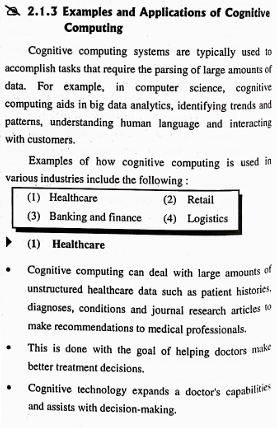 2.1.3 Examples and Applications of Cognitive
Computing
Cognitive computing systems are typically used to
accomplish tasks that require the parsing of large amounts of
data. For example, in computer science, cognitive
computing aids in big data analytics, identifying trends and
patterns, understanding human language and interacting
with customers.
Examples of how cognitive computing is used in
various industries include the following :
(1) Healthcare (2) Retail
(3) Banking and finance (4) Logistics
(1) Healthcare
• Cognitive computing can deal with large amounts of
unstructured healthcare data such as patient histories,
diagnoses, conditions and journal research articles to
make recommendations to medical professionals.
• This is done with the goal of helping doctors make
better treatment decisions.
• Cognitive technology expands a doctor's capabilities
and assists with decision-making.